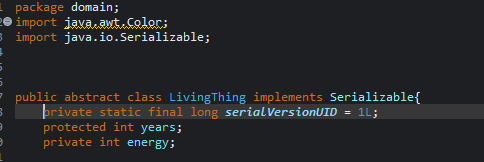 package domain;
import java.awt.Color;
import java.io.Serializable;
public abstract class LivingThing implements Serializable{
private static final long serialVersionUID = 1L;
protected int years;
private int energy;